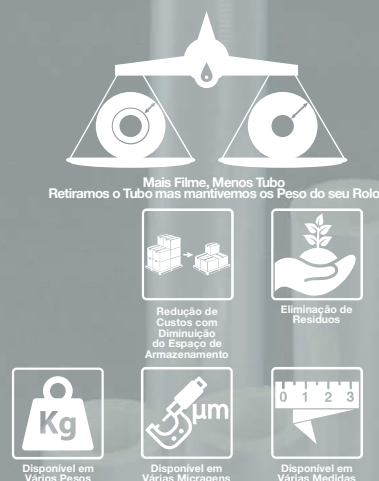 Mais Filme, Menos Tubo
Retiramos o Tubo mas mantivemos os Peso do seu Rolo
Redução de
Custos com
Diminuição
do Espaço de
Armazenamento
Eliminação de
Resíduos
Kg
µm
0 1 2 3
Disponível em
Vários Pesos
Disponível em
Várias Micragens
Disponível em
Várias Medidas